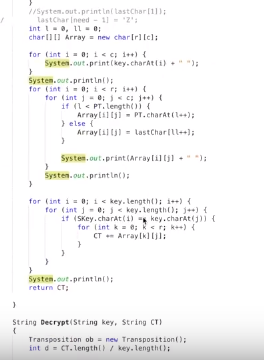 }
//System.out.println(lastChar[1]);
/ lastChar[need - 1] = 'Z';
int l = 0, ll = 0;
char[][] Array = new char[r][c];
for (int i = 0; i < c; i++) {
System.out.print(key.charAt(i) + " ");
}
System.out.println();
for (int i = 0; i < r; i++) {
for (int j = 0; j < c; j++) {
if (l < PT.length()) {
Array[i][j] = PT.charAt(l++);
} else {
Array[i][j] = lastChar[ll++];
}
System.out.print(Array[i][j] + " ");
}
System.out.println();
}
for (int i = 0; i < key.length(); i++) {
for (int j = 0; j < key.length(); j++) {
if (SKey.charAt(i) == key.charAt(j)) {
for (int k = 0; k < r; k++) {
CT += Array[k][j];
}
}
}
}
System.out.println();
return CT;
}
String Decrypt(String key, String CT)
{
Transposition ob = new Transposition();
int d = CT.length() / key.length();